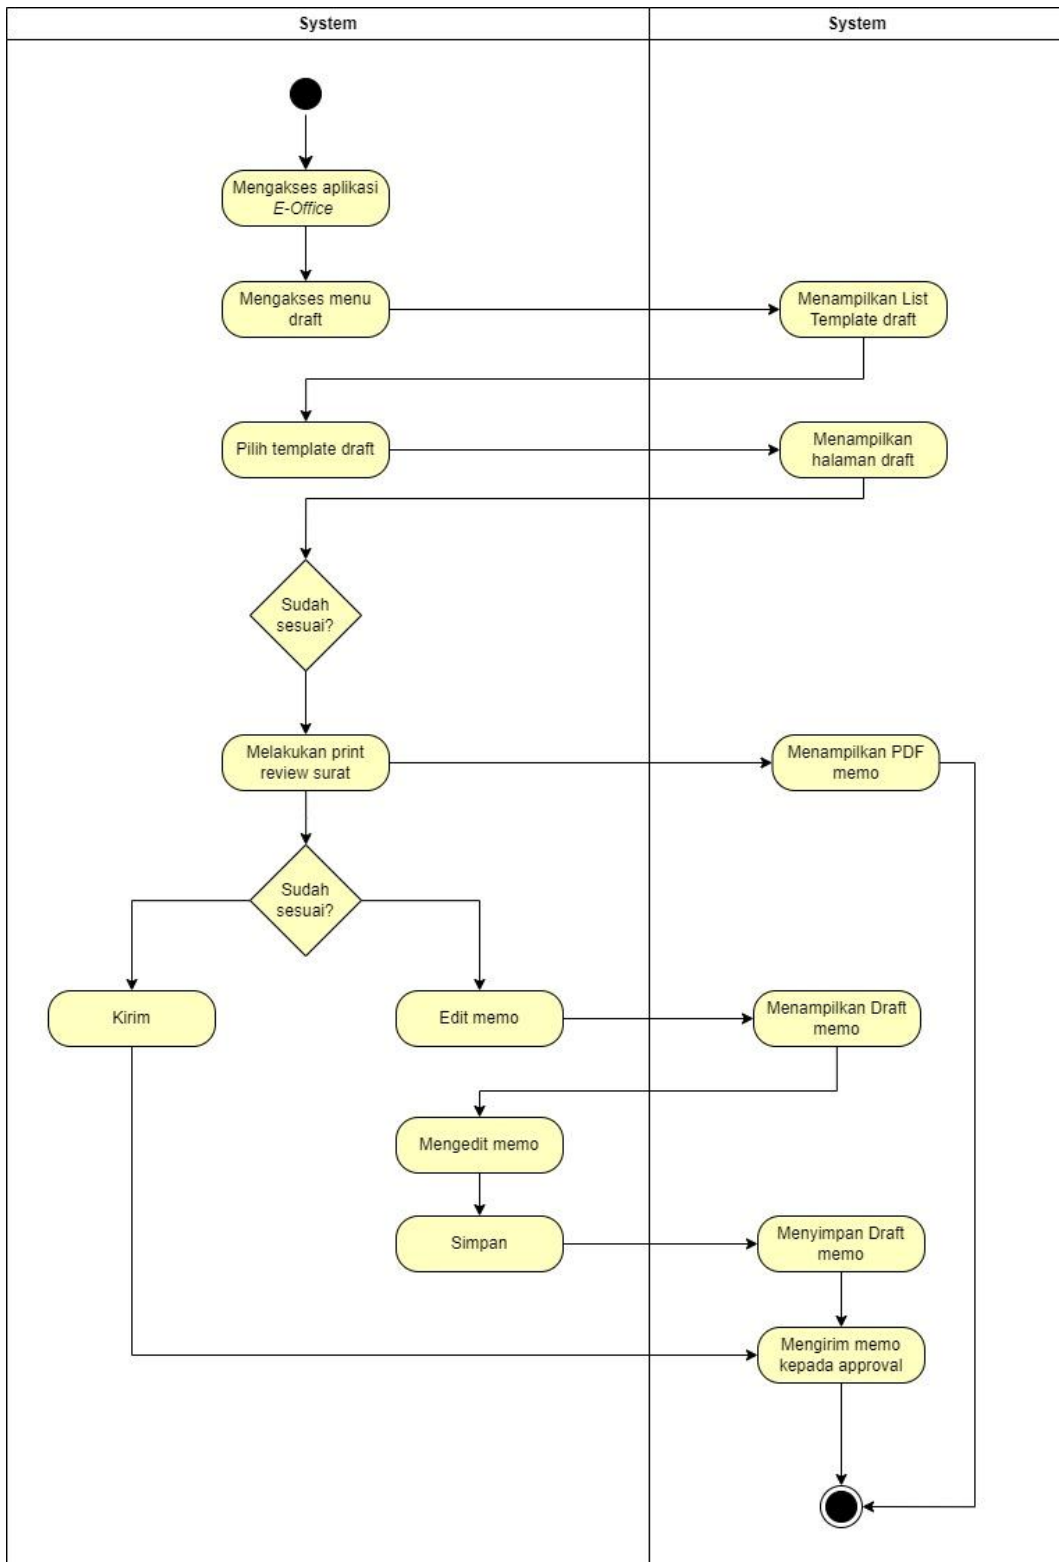 System
System
Mengakses aplikasi
E-Office
Mengakses menu
draft
Menampilkan List
Template draft
Pilih template draft
Menampilkan
halaman draft
Sudah
sesuai?
Melakukan print
review surat
Menampilkan PDF
memo
Sudah
sesuai?
Kirim
Edit memo
Menampilkan Draft
memo
Mengedit memo
Simpan
Menyimpan Draft
memo
Mengirim memo
kepada approval